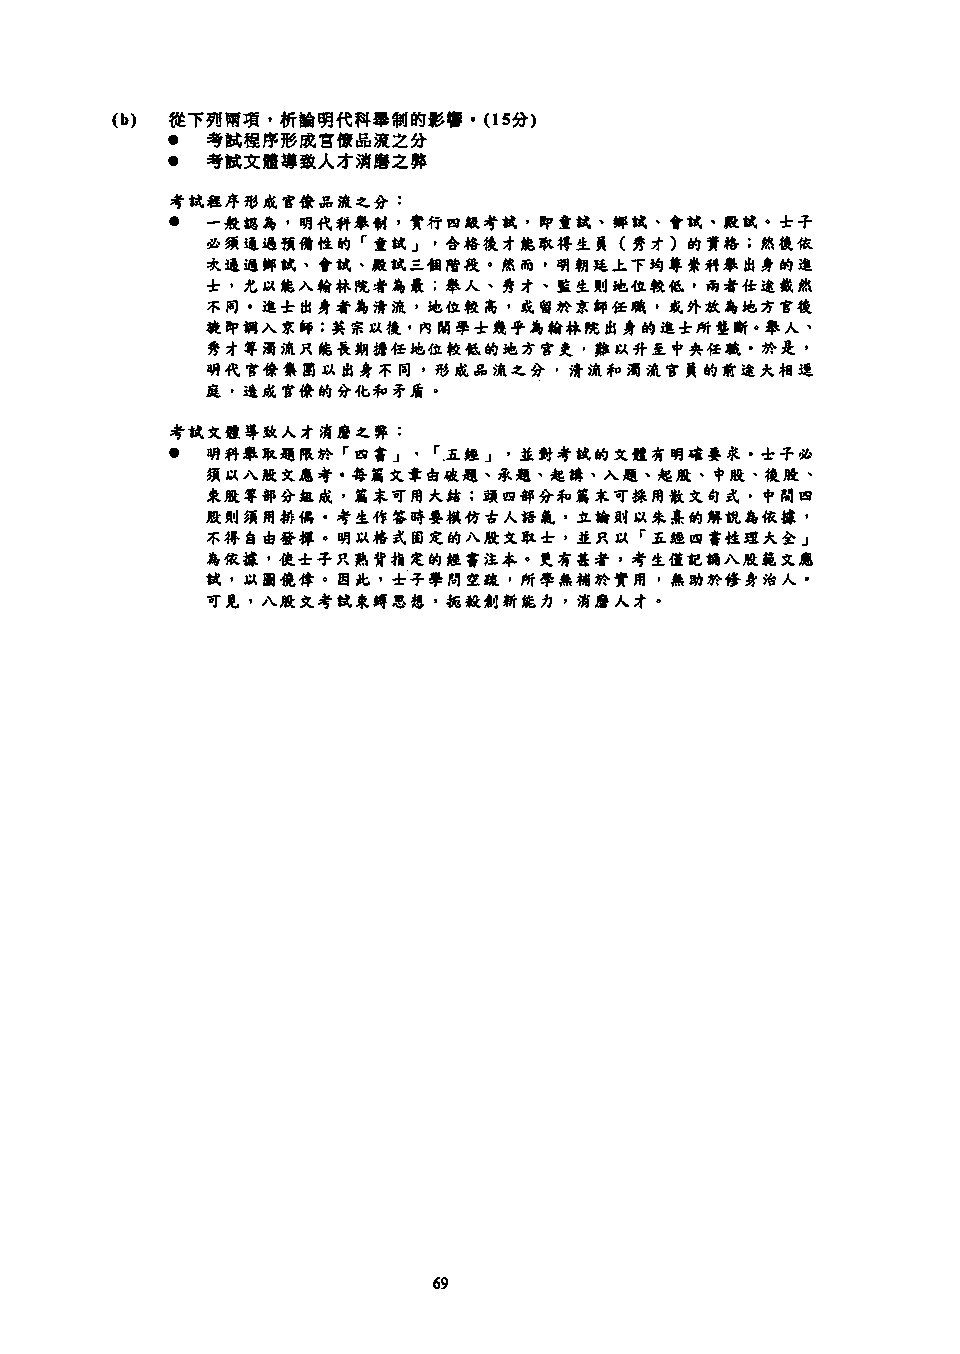 (b) 從下列兩項，析論明代科舉制的影響。(15分)
● 考試程序形成官僚品流之分
● 考試文體導致人才消磨之弊
考試程序形成官僚品流之分：
● 一般認為，明代科舉制，實行四級考試，即童試、鄉試、會試、殿試。士子
必須通過預備性的「童試」，合格後才能取得生員（秀才）的資格；然後依
次通過鄉試、會試、殿試三個階段。然而，明朝廷上下均尊崇科舉出身的進
士，尤以能入翰林院者為最；舉人、秀才、監生則地位較低，兩者仕途截然
不同。進士出身者為清流，地位較高，或留於京師任職，或外放為地方官後
旋即調入京師；英宗以後，內閣學士幾乎為翰林院出身的進士所壟斷。舉人、
秀才等濁流只能長期擔任地位較低的地方官吏，難以升至中央任職。於是，
明代官僚集團以出身不同，形成品流之分，清流和濁流官員的前途大相逕
庭，造成官僚的分化和矛盾。
考試文體導致人才消磨之弊：
● 明科舉取題限於「四書」、「五經」，並對考試的文體有明確要求。士子必
須以八股文應考。每篇文章由破題、承題、起講、入題、起股、中股、後股、
束股等部分組成，篇末可用大結；頭四部分和篇末可採用散文句式，中間四
股則須用排偶。考生作答時要模仿古人語氣，立論則以朱熹的解說為依據，
不得自由發揮。明以格式固定的八股文取士，並只以「五經四書性理大全」
為依據，使士子只熟背指定的經書注本。更有甚者，考生僅記誦八股範文應
試，以圖僥倖。因此，士子學問空疏，所學無補於實用，無助於修身治人。
可見，八股文考試束縛思想，扼殺創新能力，消磨人才。
69